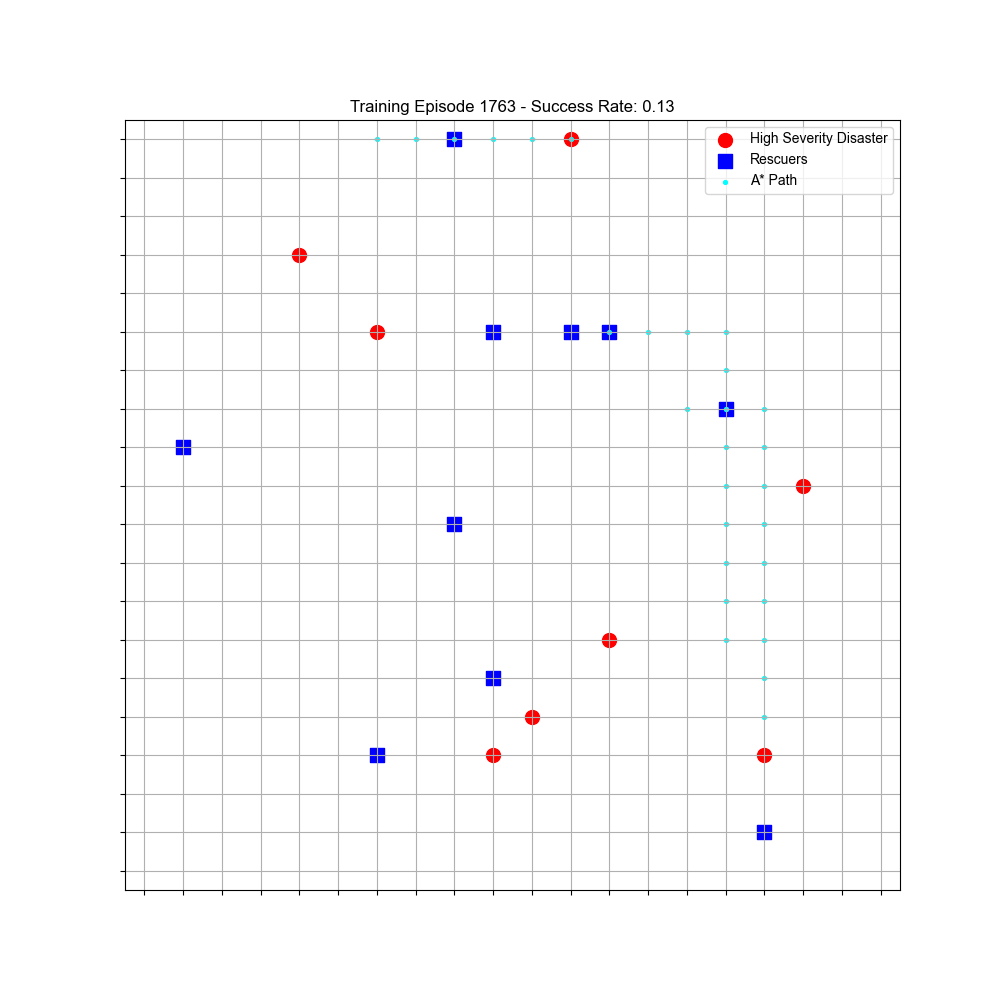 Training Episode 1763 - Success Rate: 0.13
High Severity Disaster
Rescuers
A* Path